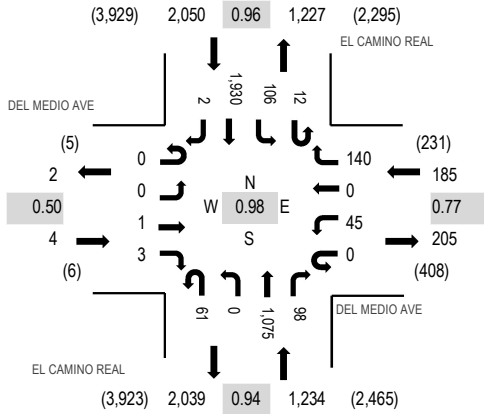 (3,929) 2,050 0.96 1,227 (2,295)
EL CAMINO REAL
DEL MEDIO AVE
2 1,930 106 12
(5) 0 140 (231)
2 185
0 0
0.50 W N 0.98 E S 0.77
1 45
4 205
3 0
(6) (408)
61 0 1,075 98
DEL MEDIO AVE
EL CAMINO REAL
(3,923) 2,039 0.94 1,234 (2,465)